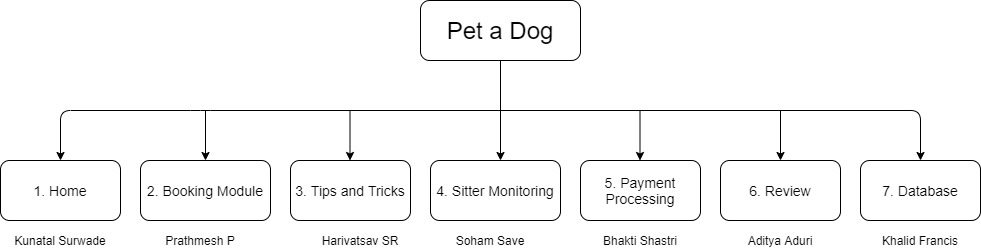 Pet a Dog
1. Home
2. Booking Module
3. Tips and Tricks
4. Sitter Monitoring
5. Payment
Processing
6. Review
7. Database
Kunatal Surwade
Prathmesh P
Harivatsav SR
Soham Save
Bhakti Shastri
Aditya Aduri
Khalid Francis